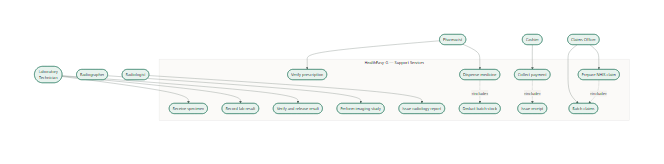 Pharmacist
Cashier
Claims Officer
HealthEasy-G — Support Services
Laboratory
Technician
Radiographer
Radiologist
Verify prescription
Dispense medicine
Collect payment
Prepare NHIS claim
«include»
«include»
«include»
Receive specimen
Record lab result
Verify and release result
Perform imaging study
Issue radiology report
Deduct batch stock
Issue receipt
Batch claims